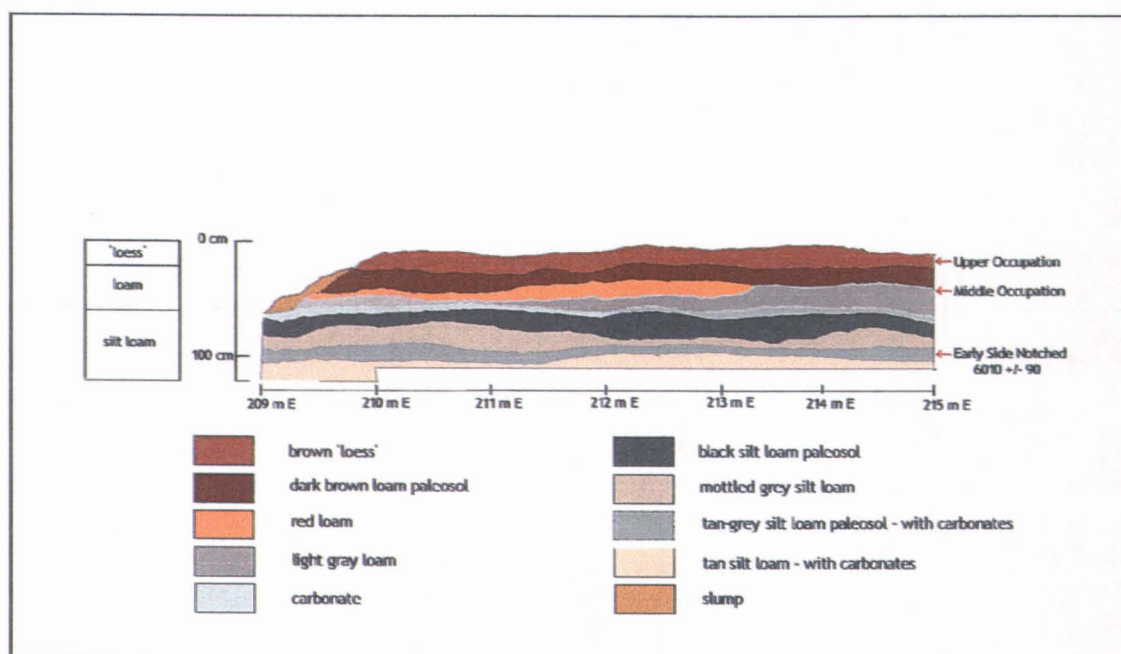 "loess"
loam
silt loam
0 cm
100 cm
Upper Occupation
Middle Occupation
Early Side Notched
6010 +/- 90
209 m E
210 m E
211 m E
212 m E
213 m E
214 m E
215 m E
brown "loess"
dark brown loam paleosol
red loam
light gray loam
carbonate
black silt loam paleosol
mottled grey silt loam
tan-grey silt loam paleosol - with carbonates
tan silt loam - with carbonates
slump